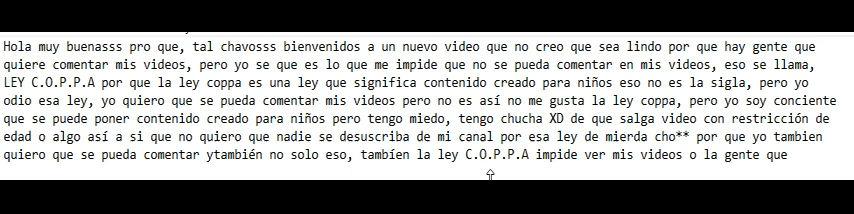 Hola muy buenasss pro que, tal chavosss bienvenidos a un nuevo video que no creo que sea lindo por que hay gente que
quiere comentar mis videos, pero yo se que es lo que me impide que no se pueda comentar en mis videos, eso se llama,
LEY C.O.P.P.A por que la ley coppa es una ley que significa contenido creado para niños eso no es la sigla, pero yo
odio esa ley, yo quiero que se pueda comentar mis videos pero no es así no me gusta la ley coppa, pero yo soy conciente
que se puede poner contenido creado para niños pero tengo miedo, tengo chucha XD de que salga video con restricción de
edad o algo así a si que no quiero que nadie se desuscriba de mi canal por esa ley de mierda cho** por que yo tambien
quiero que se pueda comentar ytambién no solo eso, tambíen la ley C.O.P.P.A impide ver mis videos o la gente que